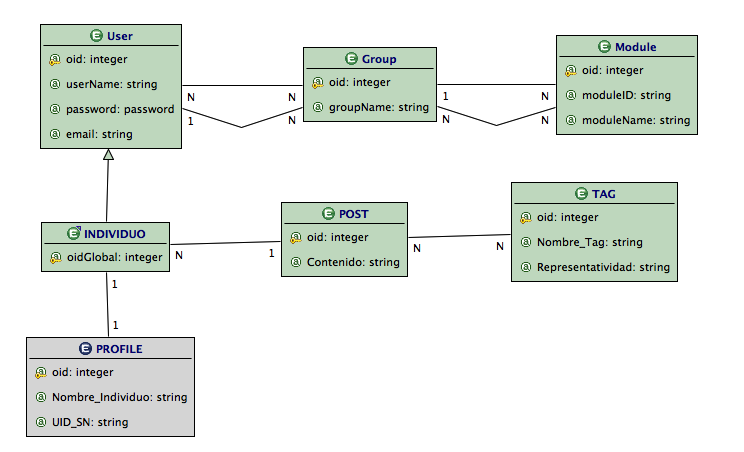 E User
a oid: integer
a userName: string
a password: password
a email: string
E Group
a oid: integer
a groupName: string
E Module
a oid: integer
a moduleID: string
a moduleName: string
N
N
1
N
1
N
N
N
E INDIVIDUO
a oidGlobal: integer
E POST
a oid: integer
a Contenido: string
E TAG
a oid: integer
a Nombre_Tag: string
a Representatividad: string
N
1
N
N
1
1
E PROFILE
a oid: integer
a Nombre_Individuo: string
a UID_SN: string